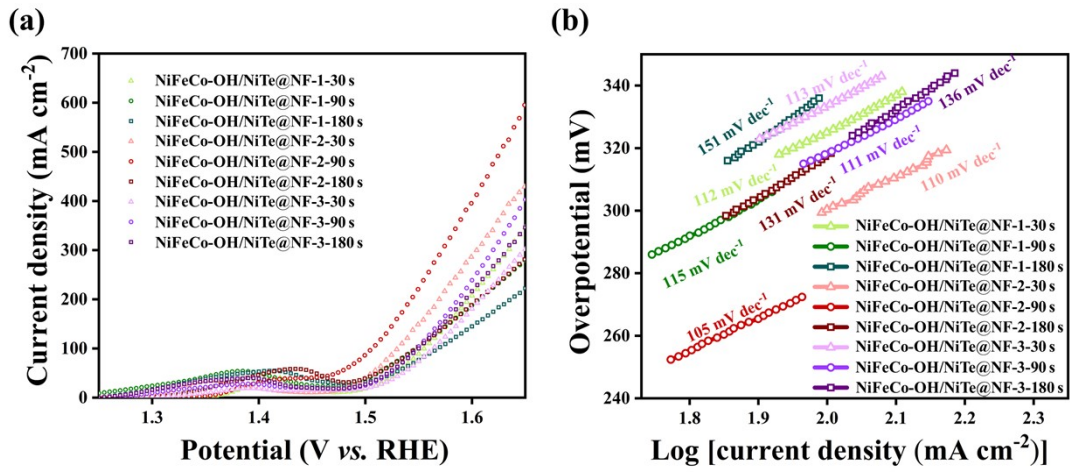 (a)
700
600
500
400
300
200
100
0
Current density (mA cm⁻²)
NiFeCo-OH/NiTe@NF-1-30 s
NiFeCo-OH/NiTe@NF-1-90 s
NiFeCo-OH/NiTe@NF-1-180 s
NiFeCo-OH/NiTe@NF-2-30 s
NiFeCo-OH/NiTe@NF-2-90 s
NiFeCo-OH/NiTe@NF-2-180 s
NiFeCo-OH/NiTe@NF-3-30 s
NiFeCo-OH/NiTe@NF-3-90 s
NiFeCo-OH/NiTe@NF-3-180 s
1.3 1.4 1.5 1.6
Potential (V vs. RHE)
(b)
340
320
300
280
260
240
Overpotential (mV)
151 mV dec⁻¹
113 mV dec⁻¹
136 mV dec⁻¹
112 mV dec⁻¹
111 mV dec⁻¹
131 mV dec⁻¹
110 mV dec⁻¹
115 mV dec⁻¹
105 mV dec⁻¹
NiFeCo-OH/NiTe@NF-1-30 s
NiFeCo-OH/NiTe@NF-1-90 s
NiFeCo-OH/NiTe@NF-1-180 s
NiFeCo-OH/NiTe@NF-2-30 s
NiFeCo-OH/NiTe@NF-2-90 s
NiFeCo-OH/NiTe@NF-2-180 s
NiFeCo-OH/NiTe@NF-3-30 s
NiFeCo-OH/NiTe@NF-3-90 s
NiFeCo-OH/NiTe@NF-3-180 s
1.8 1.9 2.0 2.1 2.2 2.3
Log [current density (mA cm⁻²)]